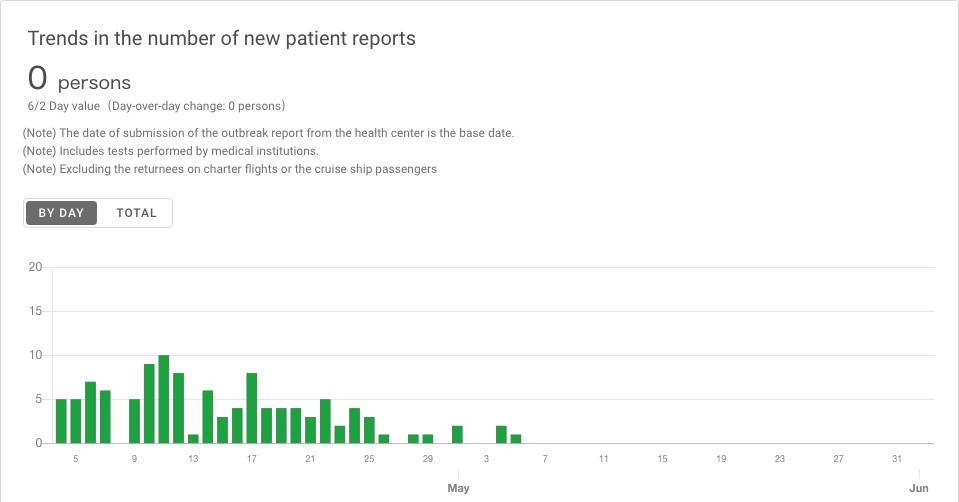 Trends in the number of new patient reports
0 persons
6/2 Day value (Day-over-day change: 0 persons)
(Note) The date of submission of the outbreak report from the health center is the base date.
(Note) Includes tests performed by medical institutions.
(Note) Excluding the returnees on charter flights or the cruise ship passengers
BY DAY TOTAL
20
15
10
5
0
5 9 13 17 21 25 29 3 7 11 15 19 23 27 31
May Jun